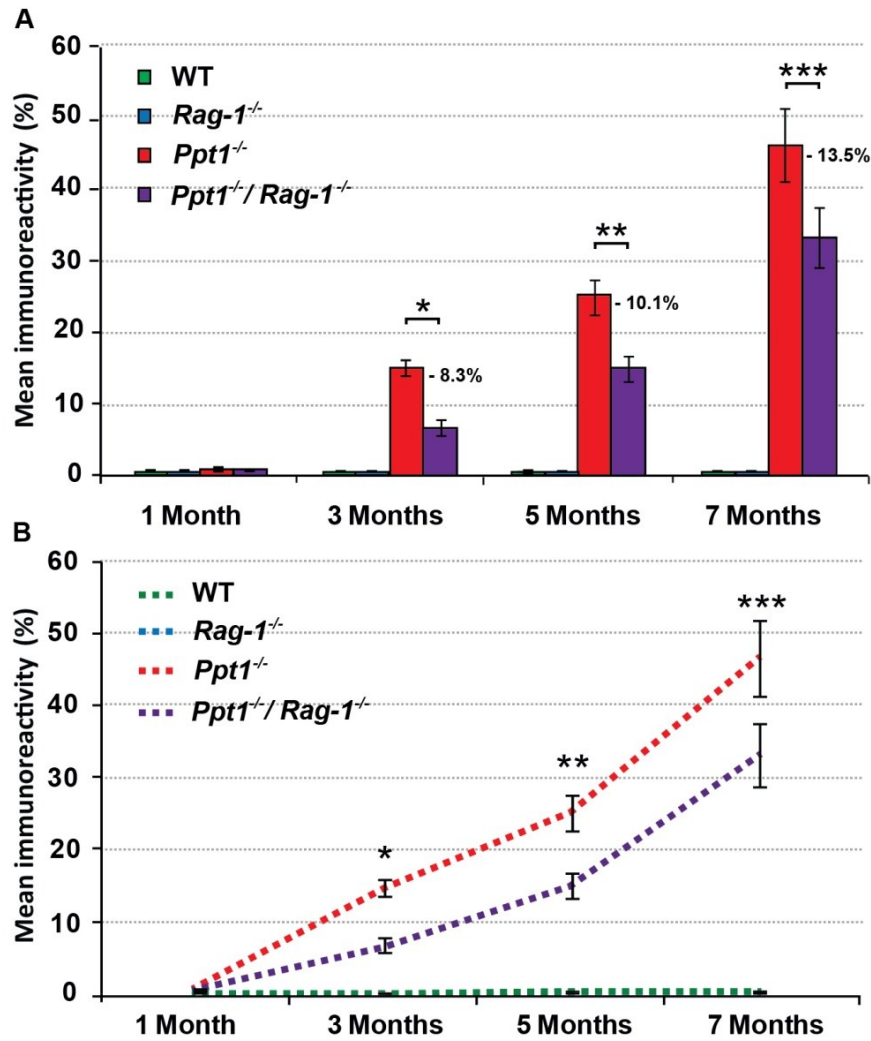 A
Mean immunoreactivity (%)
60
50
40
30
20
10
0
WT
Rag-1-/-
Ppt1-/-
Ppt1-/-/ Rag-1-/-
*
- 8.3%
**
- 10.1%
***
- 13.5%
1 Month 3 Months 5 Months 7 Months
B
Mean immunoreactivity (%)
60
50
40
30
20
10
0
WT
Rag-1-/-
Ppt1-/-
Ppt1-/-/ Rag-1-/-
*
**
***
1 Month 3 Months 5 Months 7 Months